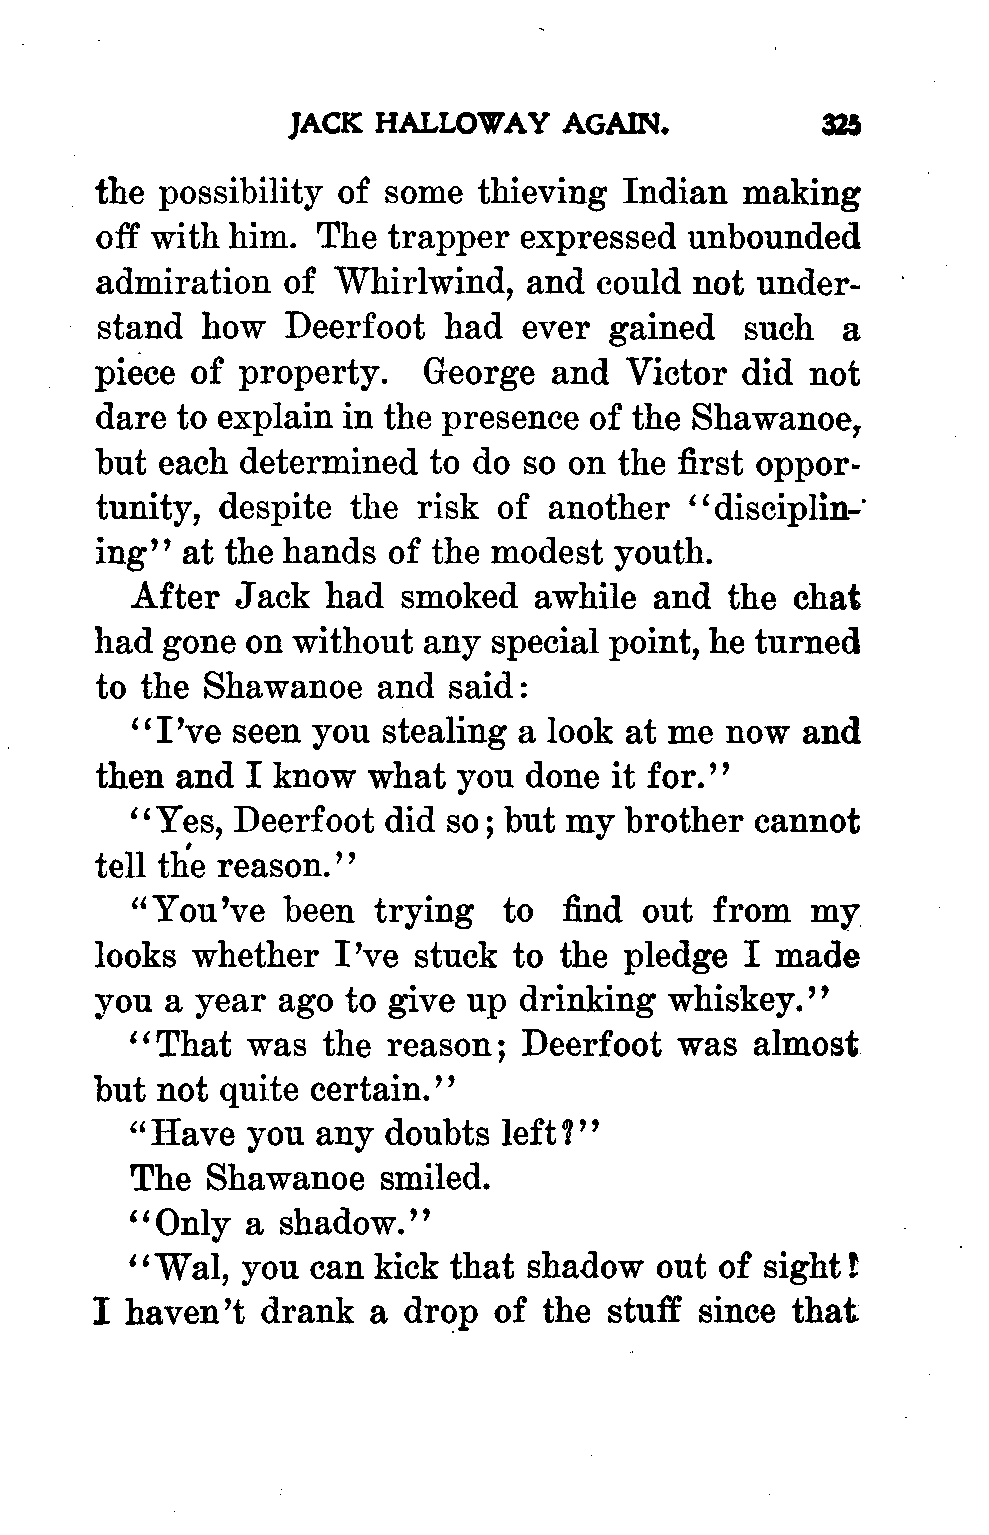 JACK HALLOWAY AGAIN. 325
the possibility of some thieving Indian making
off with him. The trapper expressed unbounded
admiration of Whirlwind, and could not under-
stand how Deerfoot had ever gained such a
piece of property. George and Victor did not
dare to explain in the presence of the Shawanoe,
but each determined to do so on the first oppor-
tunity, despite the risk of another "disciplin-
ing" at the hands of the modest youth.
After Jack had smoked awhile and the chat
had gone on without any special point, he turned
to the Shawanoe and said:
"I've seen you stealing a look at me now and
then and I know what you done it for."
"Yes, Deerfoot did so; but my brother cannot
tell the reason."
"You've been trying to find out from my
looks whether I've stuck to the pledge I made
you a year ago to give up drinking whiskey."
"That was the reason; Deerfoot was almost
but not quite certain."
"Have you any doubts left?"
The Shawanoe smiled.
"Only a shadow."
"Wal, you can kick that shadow out of sight!
I haven't drank a drop of the stuff since that